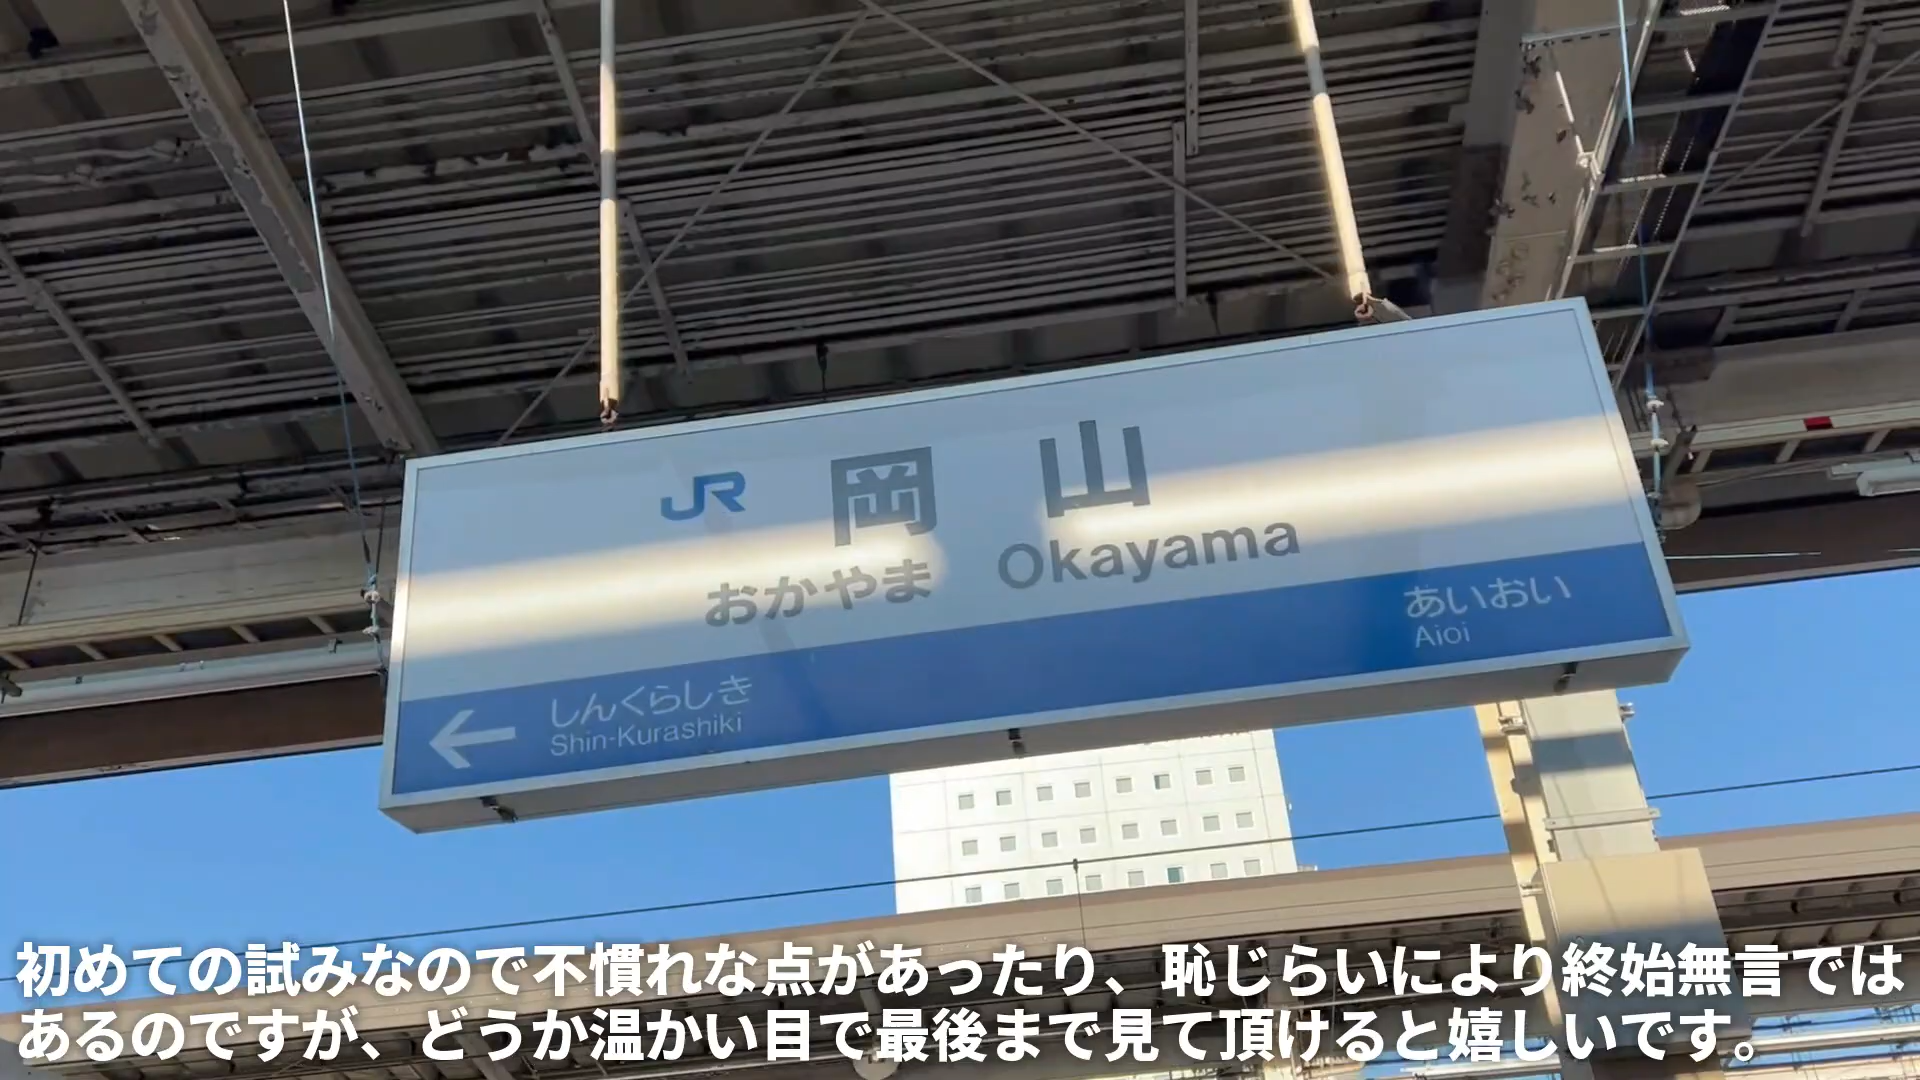 JR 岡山
おかやま Okayama
あいおい
Aioi
← しんくらしき
Shin-Kurashiki
初めての試みなので不慣れな点があったり、恥じらいにより終始無言では
あるのですが、どうか温かい目で最後まで見て頂けると嬉しいです。